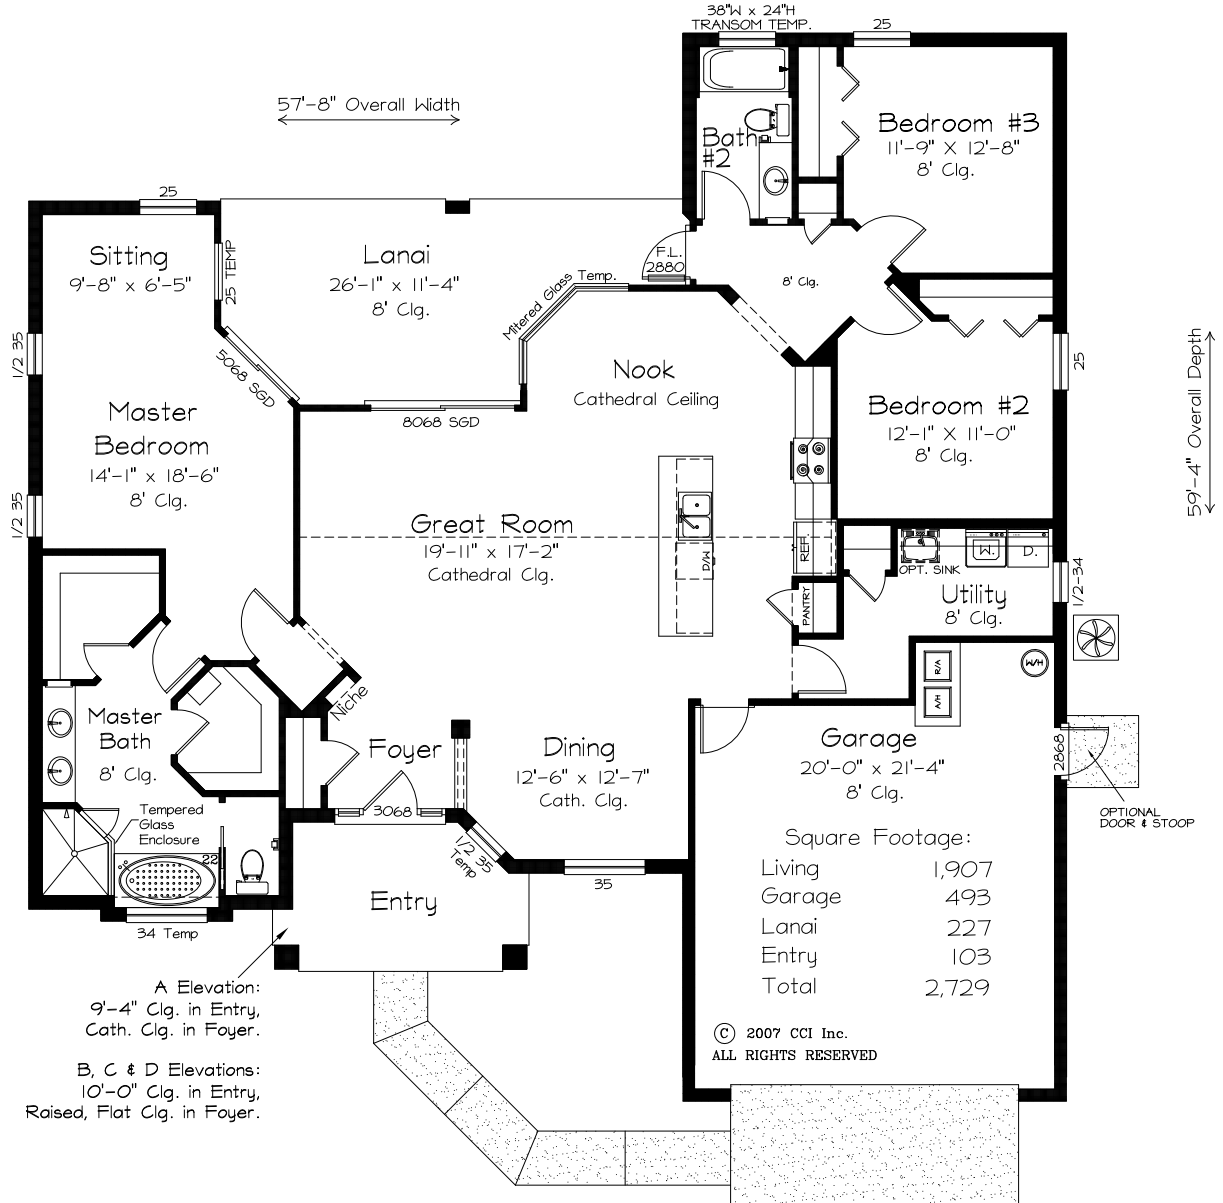 38"W x 24"H
TRANSOM TEMP.
25
57'-8" Overall Width
Bath
#2
Bedroom #3
11'-9" X 12'-8"
8' Clg.
25
Sitting
9'-8" x 6'-5"
25 TEMP
Lanai
26'-1" x 11'-4"
8' Clg.
F.L.
2880
8' Clg.
Mitered Glass Temp.
1/2 35
5068 SGD
Nook
Cathedral Ceiling
25
59'-4" Overall Depth
Master
Bedroom
14'-1" x 18'-6"
8' Clg.
8068 SGD
Bedroom #2
12'-1" X 11'-0"
8' Clg.
1/2 35
Great Room
19'-11" x 17'-2"
Cathedral Clg.
D/W
REF.
OPT. SINK
W.
D.
PANTRY
Utility
8' Clg.
1/2-34
R/A
A/H
W/H
Niche
Master
Bath
8' Clg.
Foyer
3068
Dining
12'-6" x 12'-7"
Cath. Clg.
Garage
20'-0" x 21'-4"
8' Clg.
2868
OPTIONAL
DOOR & STOOP
Tempered
Glass
Enclosure
22
1/2 35
Temp
35
34 Temp
Entry
Square Footage:
Living 1,907
Garage 493
Lanai 227
Entry 103
Total 2,729
A Elevation:
9'-4" Clg. in Entry,
Cath. Clg. in Foyer.
B, C & D Elevations:
10'-0" Clg. in Entry,
Raised, Flat Clg. in Foyer.
© 2007 CCI Inc.
ALL RIGHTS RESERVED